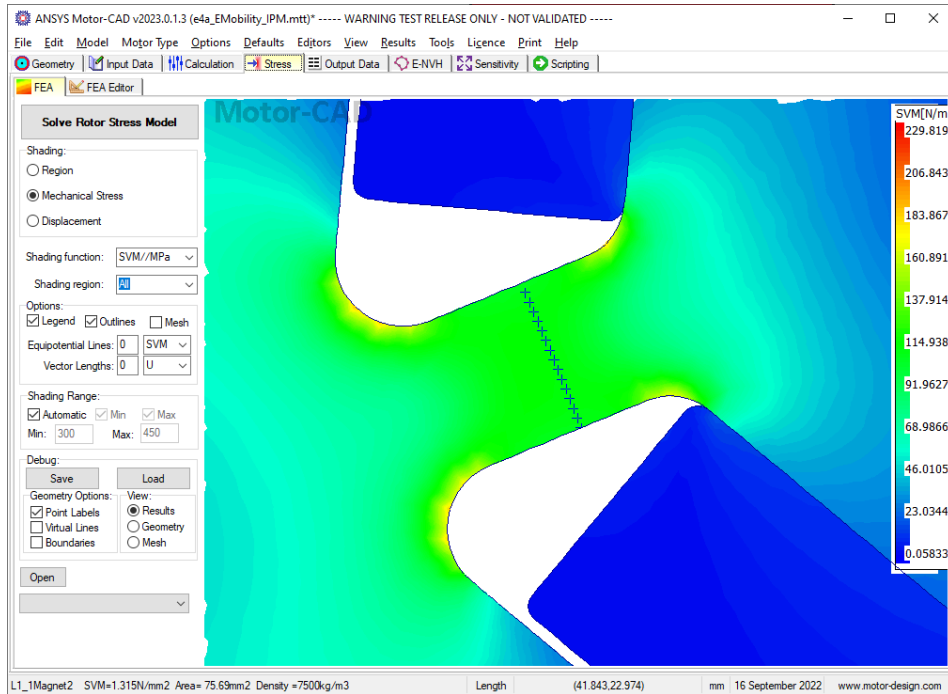 ANSYS Motor-CAD v2023.0.1.3 (e4a_EMobility_IPM.mtt)* ----- WARNING TEST RELEASE ONLY - NOT VALIDATED -----
File Edit Model Motor Type Options Defaults Editors View Results Tools Licence Print Help
Geometry Input Data Calculation Stress Output Data E-NVH Sensitivity Scripting
FEA FEA Editor
Solve Rotor Stress Model
Shading:
Region
Mechanical Stress
Displacement
Shading function: SVM//MPa
Shading region: All
Options:
Legend Outlines Mesh
Equipotential Lines: 0 SVM
Vector Lengths: 0 U
Shading Range:
Automatic Min Max
Min: 300 Max: 450
Debug:
Save Load
Geometry Options: View:
Point Labels Results
Virtual Lines Geometry
Boundaries Mesh
Open
Motor-CAD
SVM[N/m
229.819
206.843
183.867
160.891
137.914
114.938
91.9627
68.9866
46.0105
23.0344
0.05833
L1_1Magnet2 SVM=1.315N/mm2 Area= 75.69mm2 Density =7500kg/m3 Length (41.843,22.974) mm 16 September 2022 www.motor-design.com